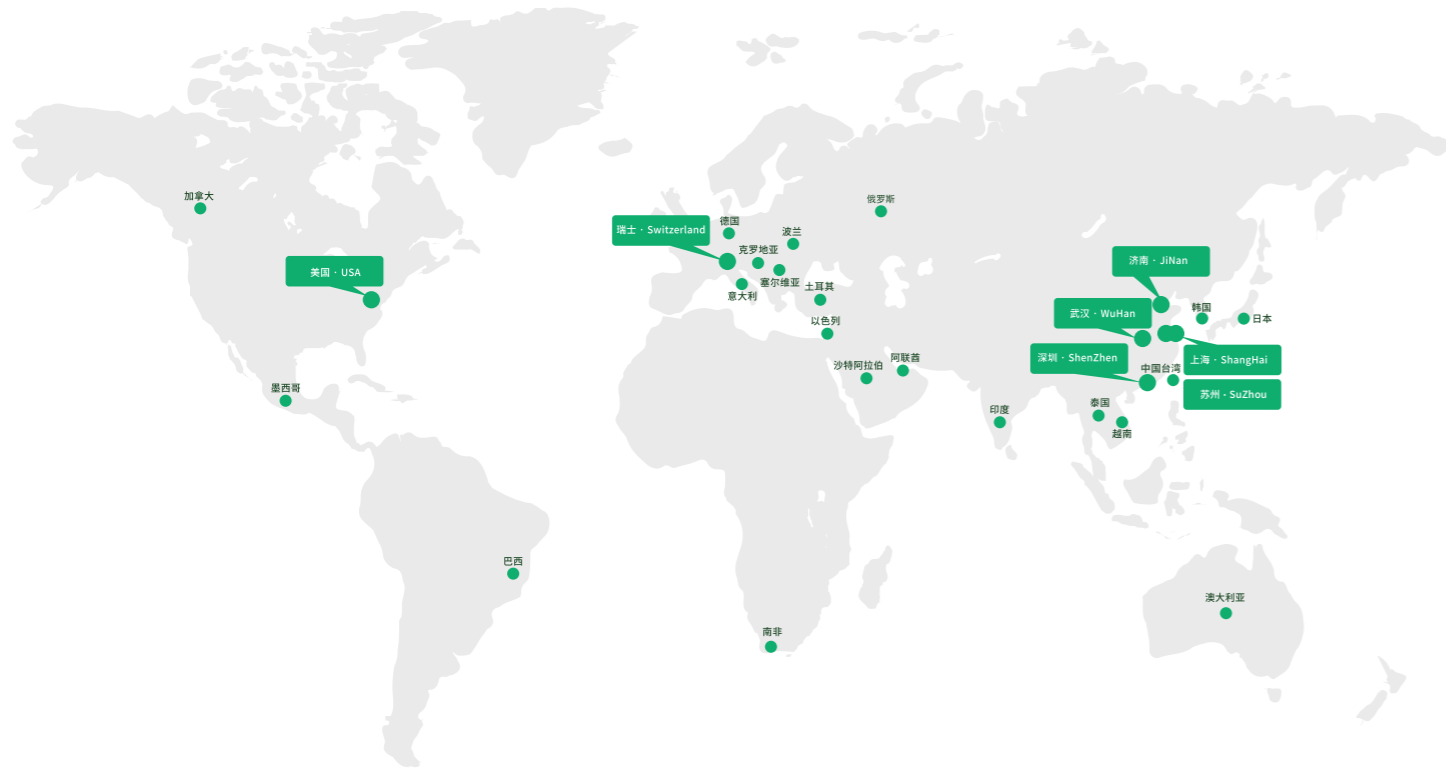 加拿大
俄罗斯
德国
瑞士 · Switzerland
波兰
克罗地亚
济南 · JiNan
美国 · USA
塞尔维亚
土耳其
意大利
韩国
武汉 · WuHan
日本
以色列
深圳 · ShenZhen
阿联酋
上海 · ShangHai
沙特阿拉伯
中国台湾
墨西哥
苏州 · SuZhou
泰国
印度
越南
巴西
澳大利亚
南非